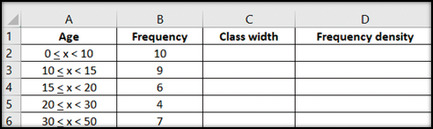 A B C D
1 Age Frequency Class width Frequency density
2 0 ≤ x < 10 10
3 10 ≤ x < 15 9
4 15 ≤ x < 20 6
5 20 ≤ x < 30 4
6 30 ≤ x < 50 7